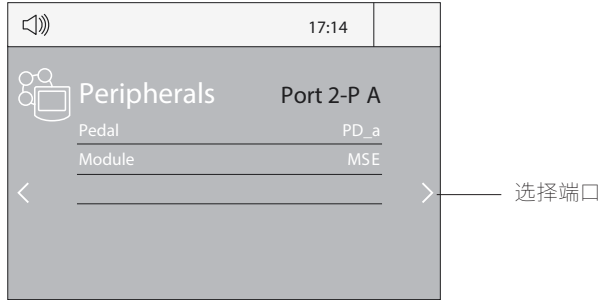 17:14
Peripherals Port 2-P A
Pedal PD_a
Module MSE
选择端口